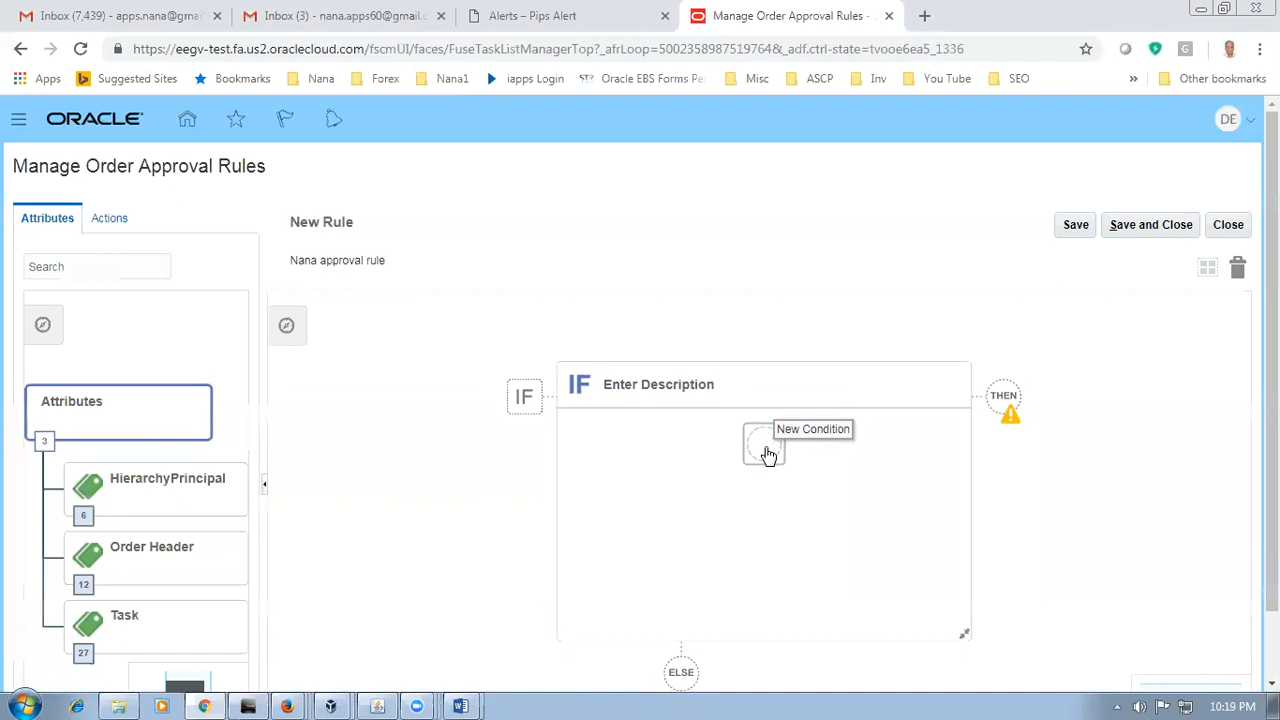 Inbox (7,439) - apps.nana@gma
Inbox (3) - nana.apps60@gmail.c
Alerts – Pips Alert
Manage Order Approval Rules -
https://eegv-test.fa.us2.oraclecloud.com/fscmUI/faces/FuseTaskListManagerTop?_afrLoop=50023589875197​64&_adf.ctrl-state=tvooe6ea5_1336
Apps
Suggested Sites
Bookmarks
Nana
Forex
Nana1
iapps Login
Oracle EBS Forms Pe
Misc
ASCP
Inv
You Tube
SEO
»
Other bookmarks
ORACLE
DE
Manage Order Approval Rules
Attributes
Actions
New Rule
Save
Save and Close
Close
Search
Nana approval rule
IF
IF Enter Description
THEN
Attributes
New Condition
3
HierarchyPrincipal
6
Order Header
12
Task
27
ELSE
10:19 PM